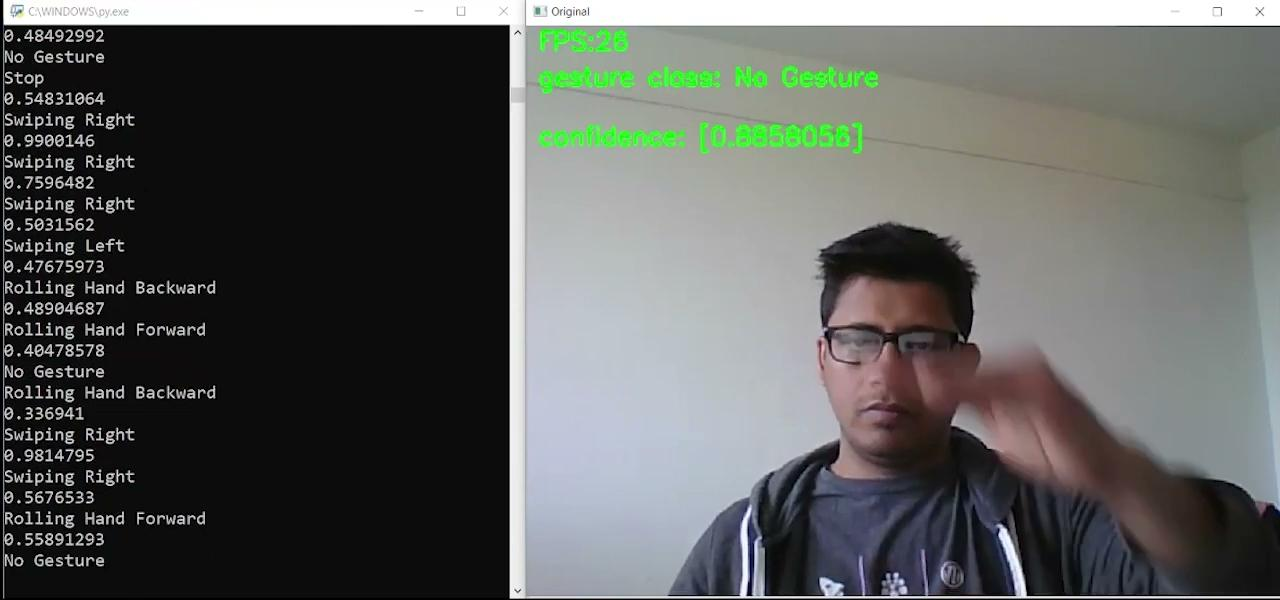 C:\WINDOWS\py.exe
0.48492992
No Gesture
Stop
0.54831064
Swiping Right
0.9900146
Swiping Right
0.7596482
Swiping Right
0.5031562
Swiping Left
0.47675973
Rolling Hand Backward
0.48904687
Rolling Hand Forward
0.40478578
No Gesture
Rolling Hand Backward
0.336941
Swiping Right
0.9814795
Swiping Right
0.5676533
Rolling Hand Forward
0.55891293
No Gesture
Original
FPS:26
gesture class: No Gesture
confidence: [0.8858056]